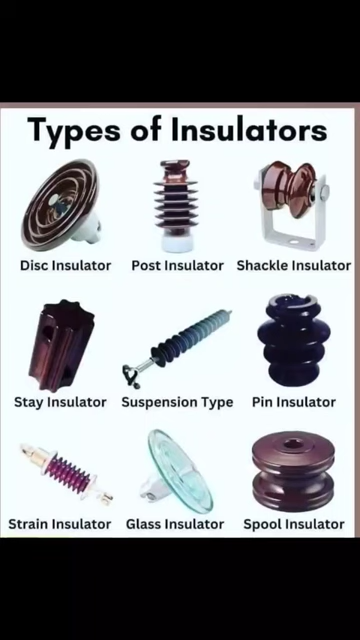 Types of Insulators
Disc Insulator Post Insulator Shackle Insulator
Stay Insulator Suspension Type Pin Insulator
Strain Insulator Glass Insulator Spool Insulator